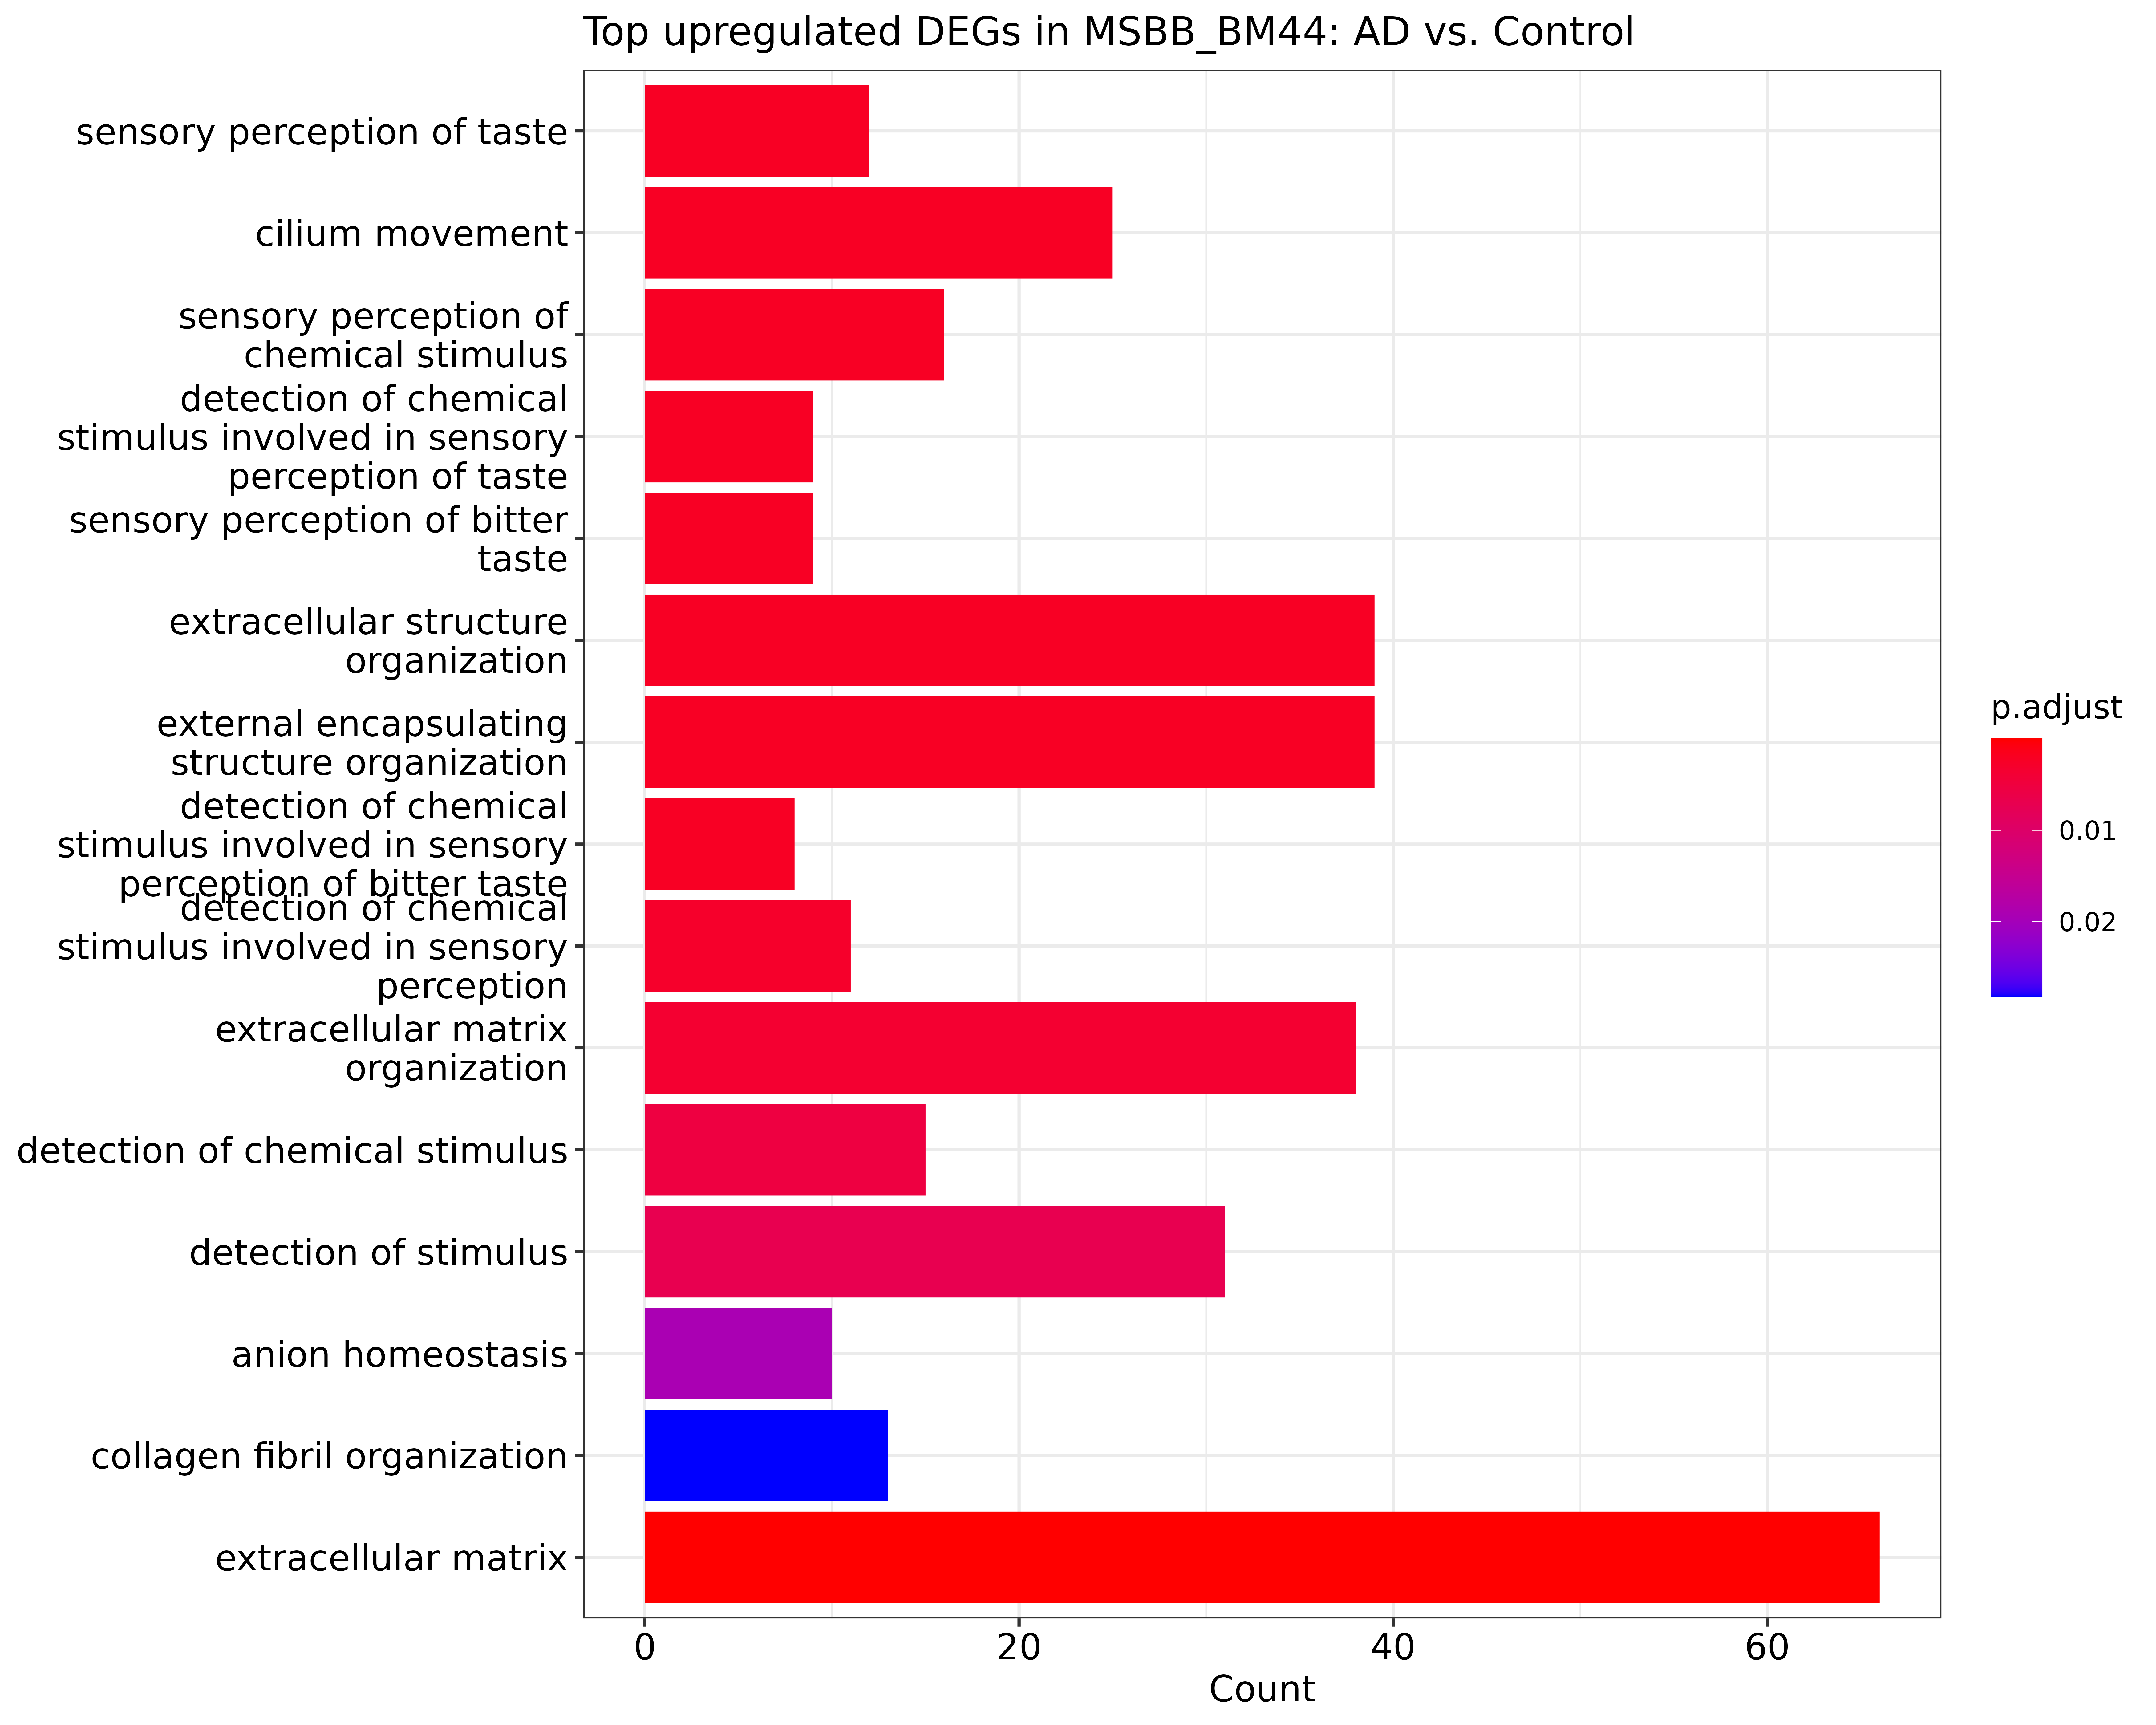 Top upregulated DEGs in MSBB_BM44: AD vs. Control
sensory perception of taste
cilium movement
sensory perception of
chemical stimulus
detection of chemical
stimulus involved in sensory
perception of taste
sensory perception of bitter
taste
extracellular structure
organization
external encapsulating
structure organization
detection of chemical
stimulus involved in sensory
perception of bitter taste
detection of chemical
stimulus involved in sensory
perception
extracellular matrix
organization
detection of chemical stimulus
detection of stimulus
anion homeostasis
collagen fibril organization
extracellular matrix
0 20 40 60
Count
p.adjust
0.01
0.02